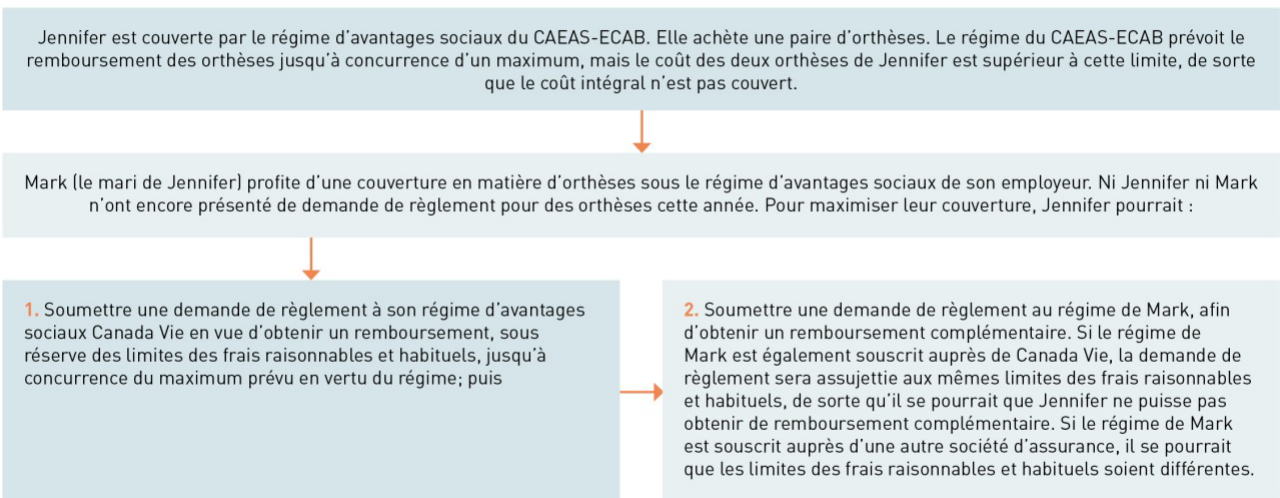 Jennifer est couverte par le régime d'avantages sociaux du CAEAS-ECAB. Elle achète une paire d'orthèses. Le régime du CAEAS-ECAB prévoit le
remboursement des orthèses jusqu'à concurrence d'un maximum, mais le coût des deux orthèses de Jennifer est supérieur à cette limite, de sorte
que le coût intégral n'est pas couvert.
Mark (le mari de Jennifer) profite d'une couverture en matière d'orthèses sous le régime d'avantages sociaux de son employeur. Ni Jennifer ni Mark
n'ont encore présenté de demande de règlement pour des orthèses cette année. Pour maximiser leur couverture, Jennifer pourrait :
1. Soumettre une demande de règlement à son régime d'avantages
sociaux Canada Vie en vue d'obtenir un remboursement, sous
réserve des limites des frais raisonnables et habituels, jusqu'à
concurrence du maximum prévu en vertu du régime; puis
2. Soumettre une demande de règlement au régime de Mark, afin
d'obtenir un remboursement complémentaire. Si le régime de
Mark est également souscrit auprès de Canada Vie, la demande de
règlement sera assujettie aux mêmes limites des frais raisonnables
et habituels, de sorte qu'il se pourrait que Jennifer ne puisse pas
obtenir de remboursement complémentaire. Si le régime de Mark
est souscrit auprès d'une autre société d'assurance, il se pourrait
que les limites des frais raisonnables et habituels soient différentes.